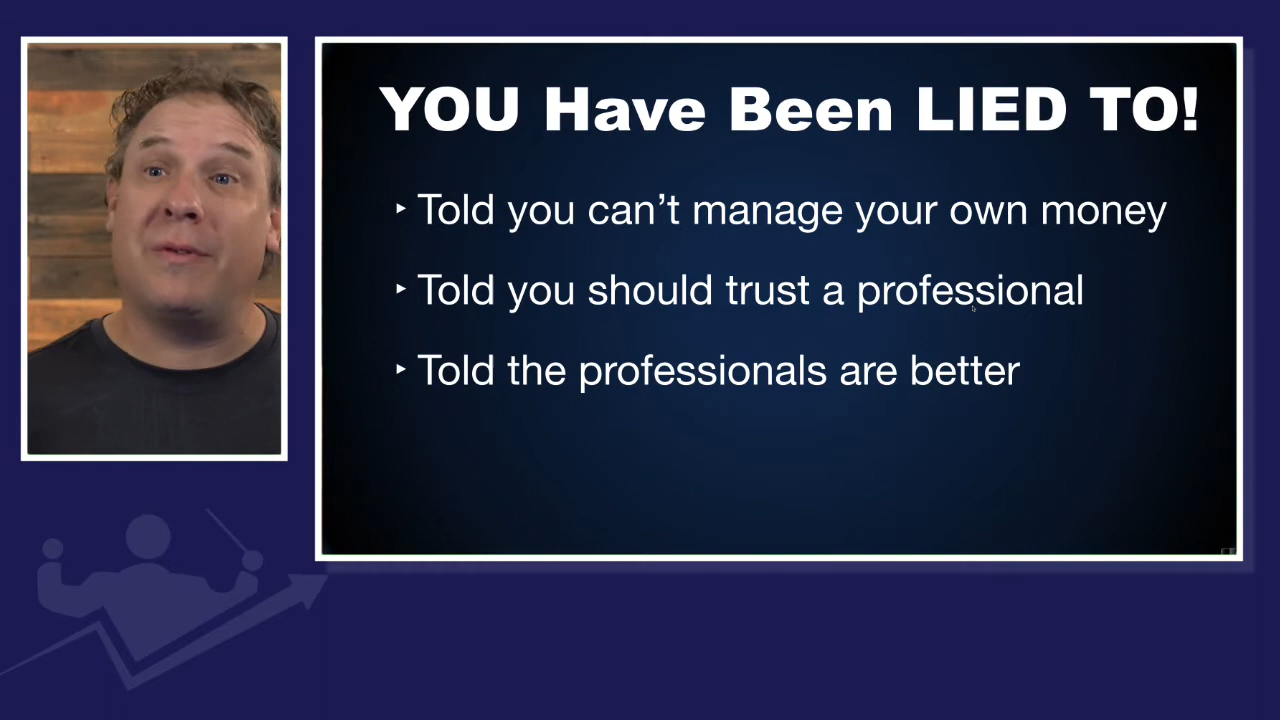 YOU Have Been LIED TO!
‣ Told you can’t manage your own money
‣ Told you should trust a professional
‣ Told the professionals are better